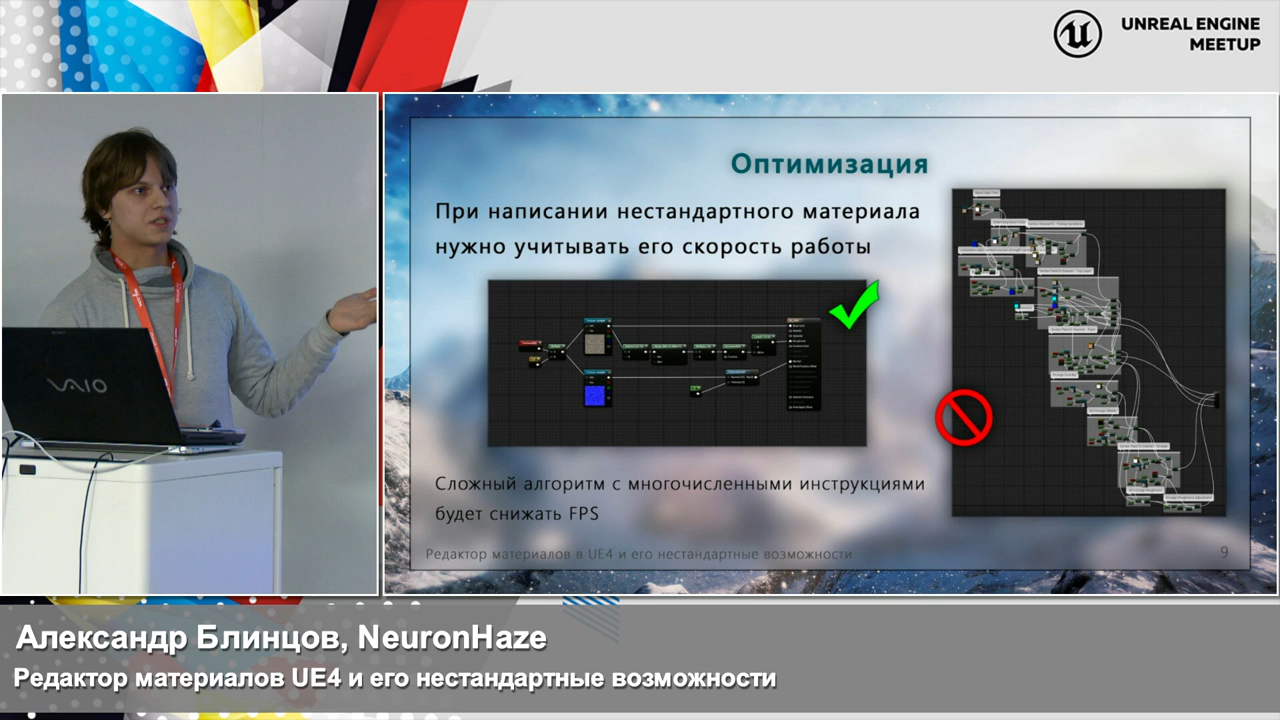 UNREAL ENGINE
MEETUP
Оптимизация
При написании нестандартного материала
нужно учитывать его скорость работы
Сложный алгоритм с многочисленными инструкциями
будет снижать FPS
Редактор материалов в UE4 и его нестандартные возможности
9
VAIO
Александр Блинцов, NeuronHaze
Редактор материалов UE4 и его нестандартные возможности